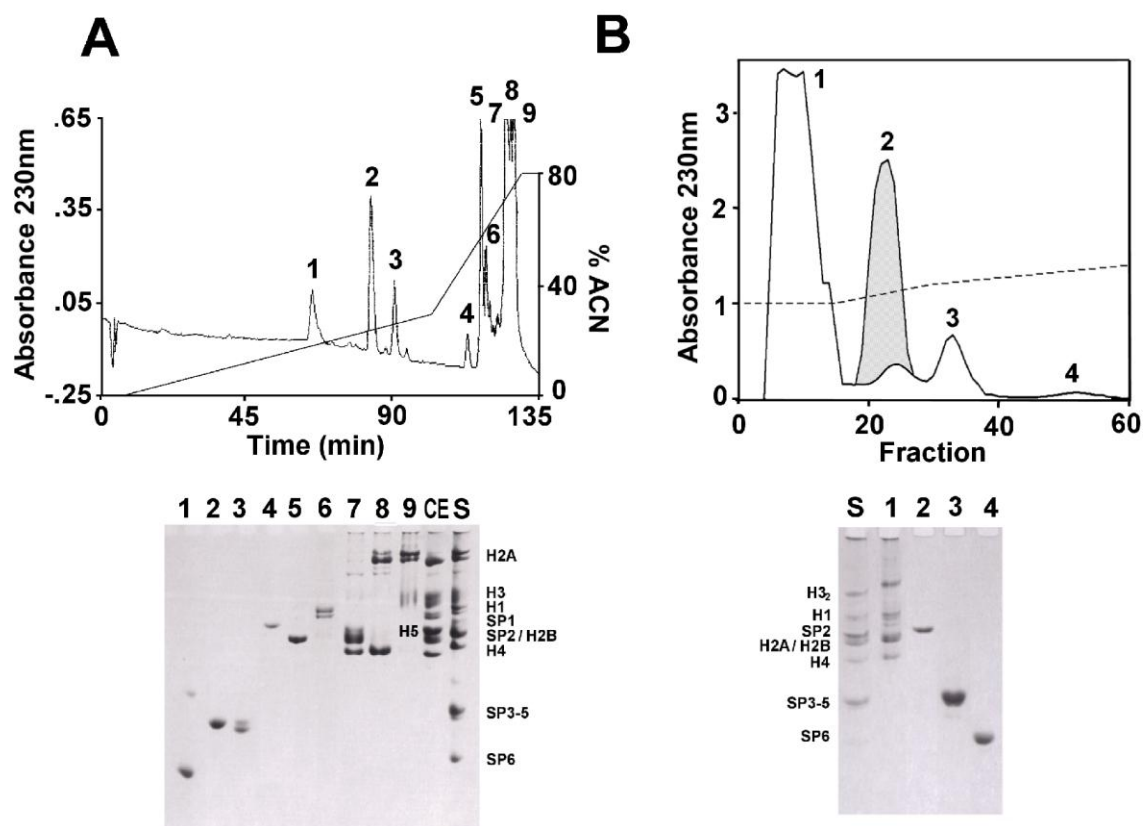 A
B
Absorbance 230nm
.65
.35
.05
-.25
0
45
90
135
Time (min)
80
40
0
% ACN
1
2
3
4
5
6
7
8
9
Absorbance 230nm
3
2
1
0
0
20
40
60
Fraction
1
2
3
4
1 2 3 4 5 6 7 8 9 CE S
H2A
H3
H1
SP1
H5
SP2 / H2B
H4
SP3-5
SP6
S 1 2 3 4
H3₂
H1
SP2
H2A / H2B
H4
SP3-5
SP6